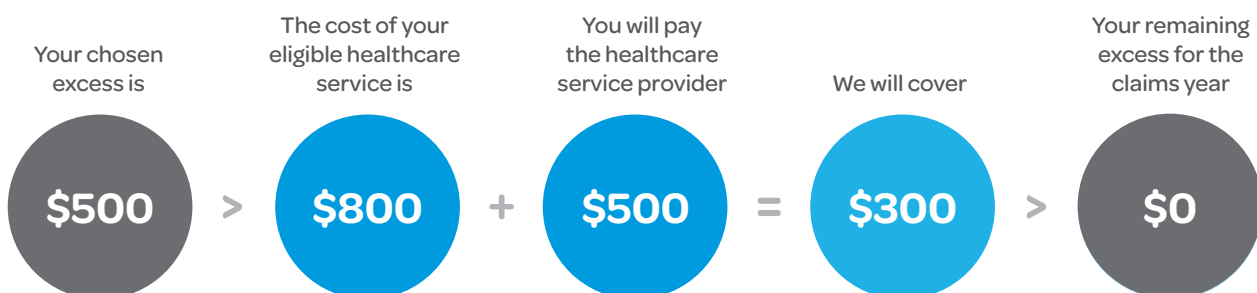 Your chosen
excess is
The cost of your
eligible healthcare
service is
You will pay
the healthcare
service provider
We will cover
Your remaining
excess for the
claims year
$500 > $800 + $500 = $300 > $0